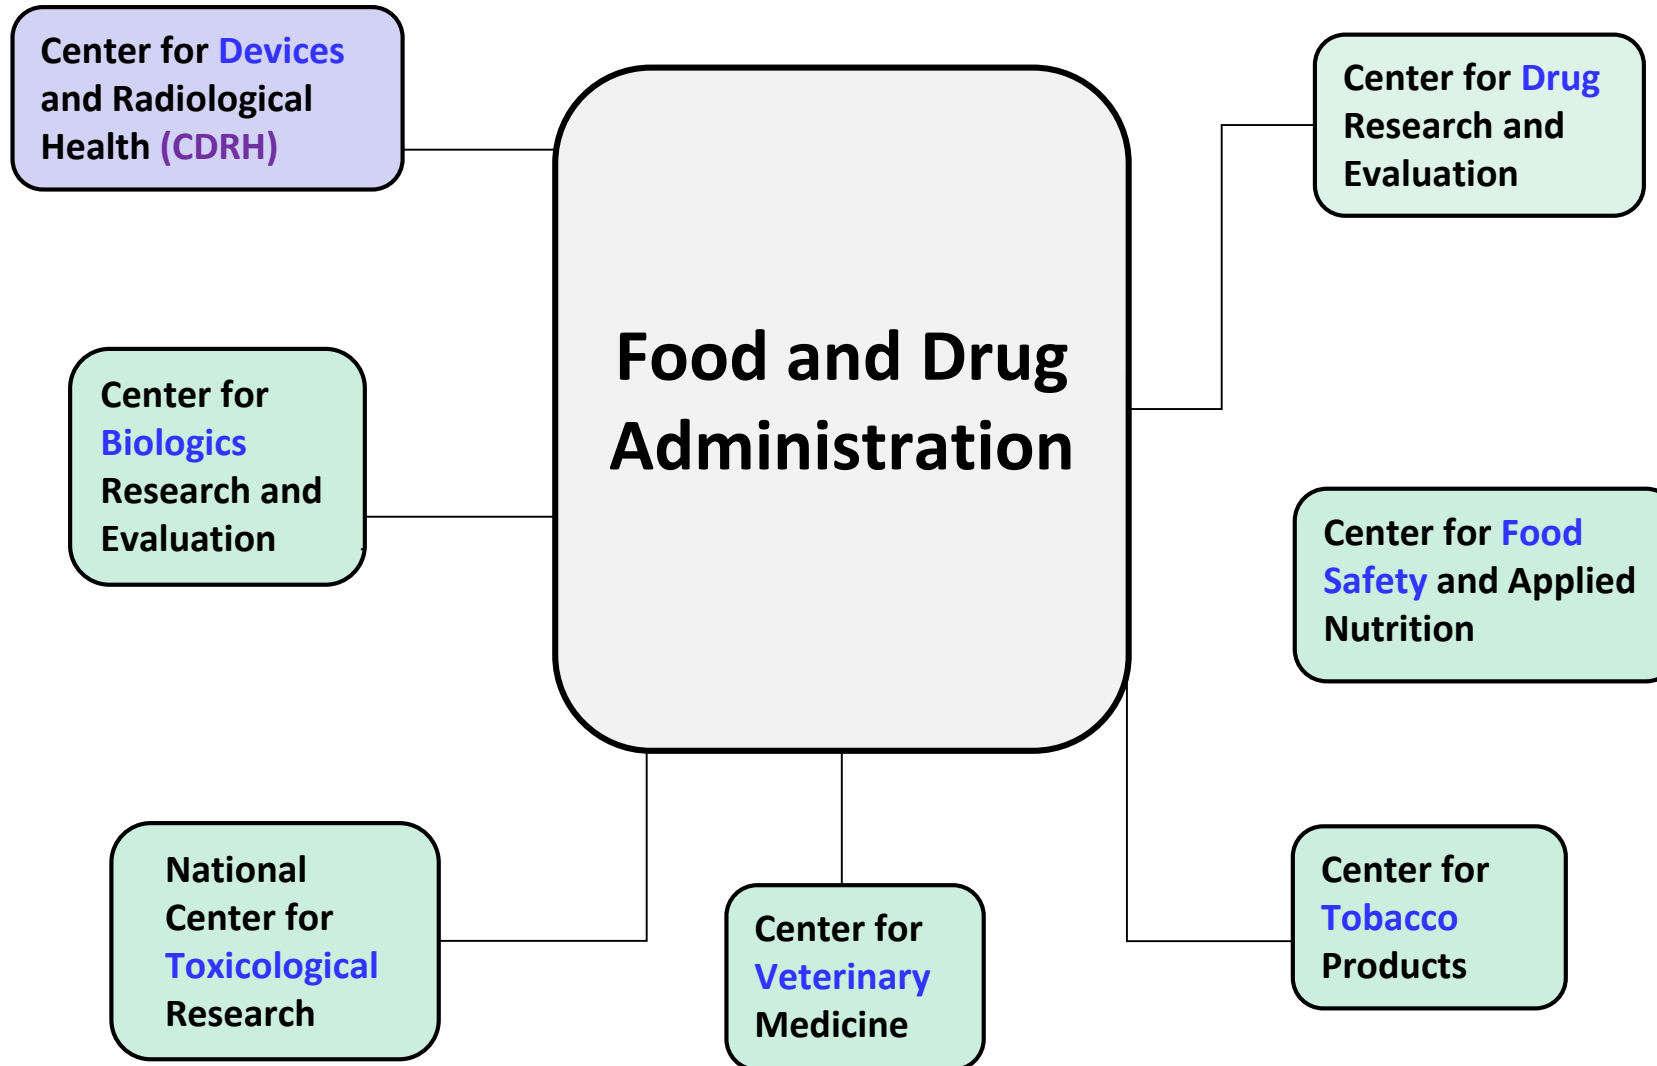 Center for Devices
and Radiological
Health (CDRH)
Center for Drug
Research and
Evaluation
Food and Drug
Administration
Center for
Biologics
Research and
Evaluation
Center for Food
Safety and Applied
Nutrition
National
Center for
Toxicological
Research
Center for
Veterinary
Medicine
Center for
Tobacco
Products